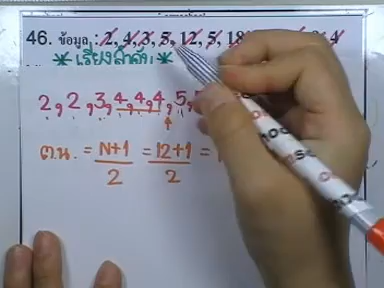 46. ข้อมูล : 2, 4, 3, 5, 12, 5, 18 4
* เรียงลำดับ *
2, 2, 3, 4, 4, 4, 5,
ต.น. = N+1 / 2 = 12+1 / 2 =